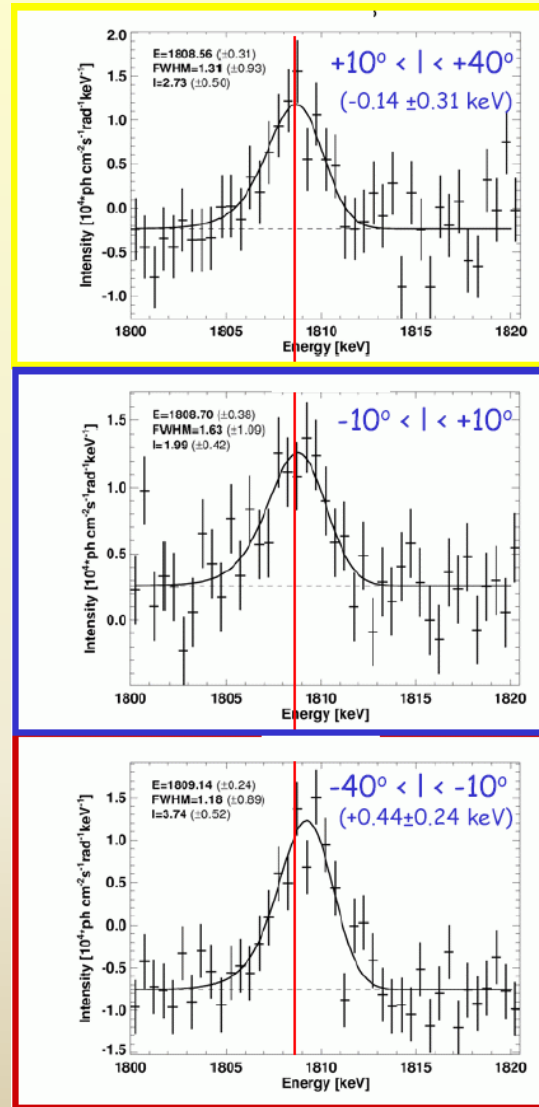 2.0
E=1808.56 (±0.31)
FWHM=1.31 (±0.93)
I=2.73 (±0.50)
+10° < l < +40°
(-0.14 ±0.31 keV)
1.5
1.0
0.5
0.0
-0.5
-1.0
Intensity [10⁴*ph cm⁻²s⁻¹rad⁻¹keV⁻¹]
1800 1805 1810 1815 1820
Energy [keV]
E=1808.70 (±0.38)
FWHM=1.63 (±1.09)
I=1.99 (±0.42)
-10° < l < +10°
1.5
1.0
0.5
0.0
Intensity [10⁴*ph cm⁻²s⁻¹rad⁻¹keV⁻¹]
1800 1805 1810 1815 1820
Energy [keV]
E=1809.14 (±0.24)
FWHM=1.18 (±0.89)
I=3.74 (±0.52)
-40° < l < -10°
(+0.44±0.24 keV)
1.5
1.0
0.5
0.0
-0.5
-1.0
-1.5
Intensity [10⁴*ph cm⁻²s⁻¹rad⁻¹keV⁻¹]
1800 1805 1810 1815 1820
Energy [keV]